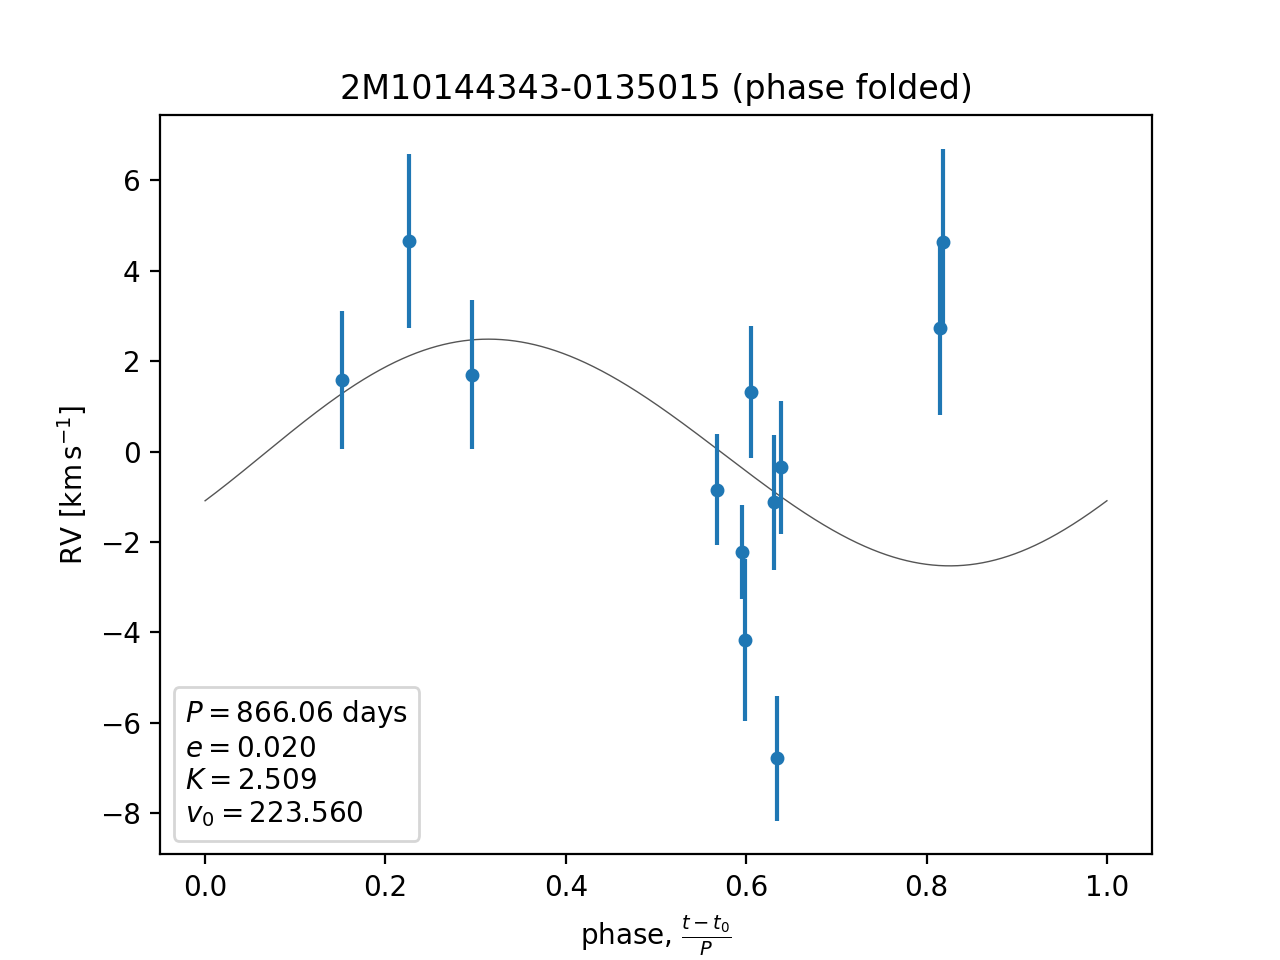 2M10144343-0135015 (phase folded)
6
4
2
0
−2
−4
−6
−8
RV [km s⁻¹]
P = 866.06 days
e = 0.020
K = 2.509
v₀ = 223.560
0.0 0.2 0.4 0.6 0.8 1.0
phase, (t − t₀)/P